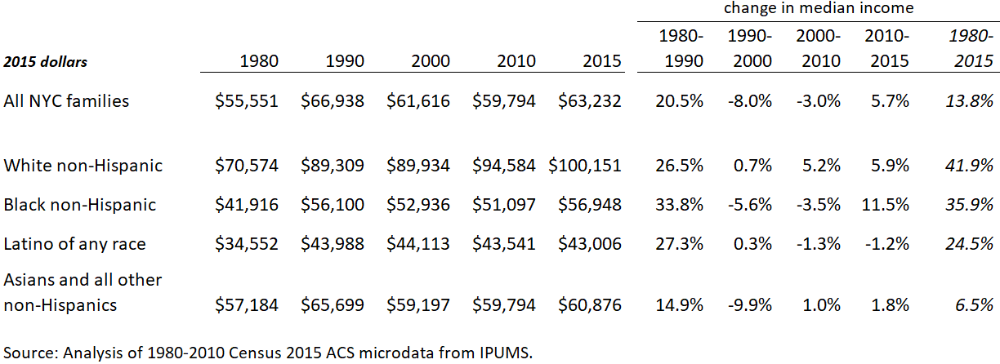 change in median income
1980- 1990- 2000- 2010- 1980-
2015 dollars 1980 1990 2000 2010 2015 1990 2000 2010 2015 2015
All NYC families $55,551 $66,938 $61,616 $59,794 $63,232 20.5% -8.0% -3.0% 5.7% 13.8%
White non-Hispanic $70,574 $89,309 $89,934 $94,584 $100,151 26.5% 0.7% 5.2% 5.9% 41.9%
Black non-Hispanic $41,916 $56,100 $52,936 $51,097 $56,948 33.8% -5.6% -3.5% 11.5% 35.9%
Latino of any race $34,552 $43,988 $44,113 $43,541 $43,006 27.3% 0.3% -1.3% -1.2% 24.5%
Asians and all other
non-Hispanics $57,184 $65,699 $59,197 $59,794 $60,876 14.9% -9.9% 1.0% 1.8% 6.5%
Source: Analysis of 1980-2010 Census 2015 ACS microdata from IPUMS.